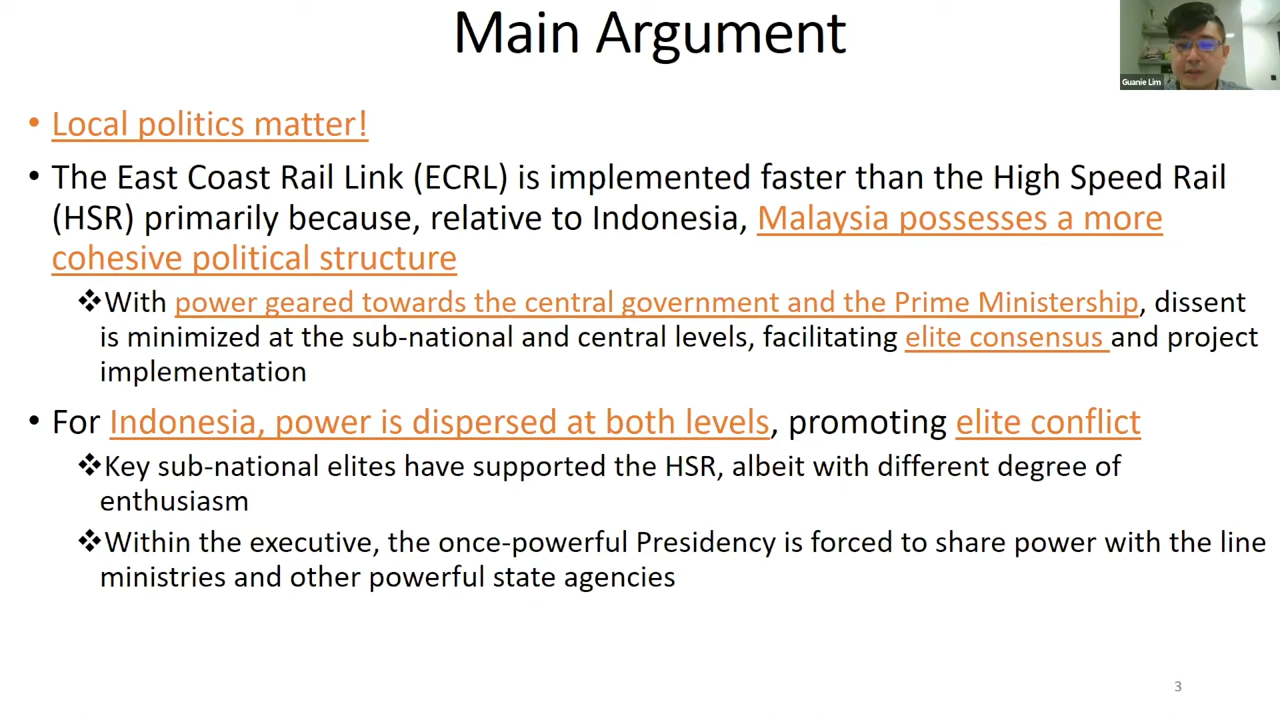 Main Argument
Guanie Lim
• Local politics matter!
• The East Coast Rail Link (ECRL) is implemented faster than the High Speed Rail
(HSR) primarily because, relative to Indonesia, Malaysia possesses a more
cohesive political structure
❖With power geared towards the central government and the Prime Ministership, dissent
is minimized at the sub-national and central levels, facilitating elite consensus and project
implementation
• For Indonesia, power is dispersed at both levels, promoting elite conflict
❖Key sub-national elites have supported the HSR, albeit with different degree of
enthusiasm
❖Within the executive, the once-powerful Presidency is forced to share power with the line
ministries and other powerful state agencies
3